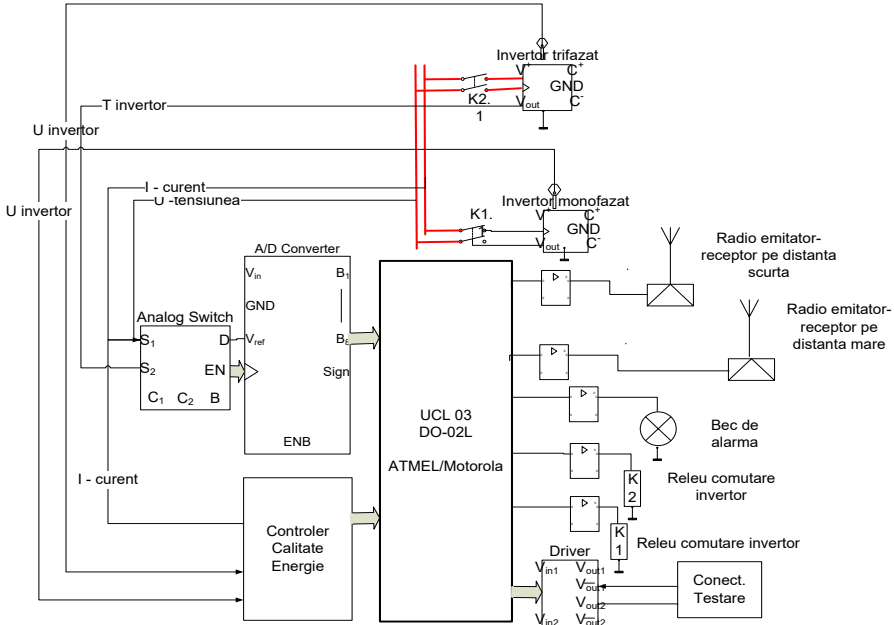 Invertor trifazat
V+
C+
GND
Vout
C-
K2.
1
T invertor
U invertor
I - curent
U -tensiunea
U invertor
Invertor monofazat
V+
C+
GND
Vout
C-
K1.
Radio emitator-
receptor pe distanta
scurta
A/D Converter
Vin
B1
GND
Vref
B8
Sign
ENB
Analog Switch
S1
D
S2
EN
C1
C2
B
Radio emitator-
receptor pe
distanta mare
UCL 03
DO-02L
ATMEL/Motorola
Bec de
alarma
I - curent
K
2
Releu comutare
invertor
Controler
Calitate
Energie
K
1
Releu comutare invertor
Driver
Vin1
Vout1
Vout1
Vout2
Vin2
Vout2
Conect.
Testare